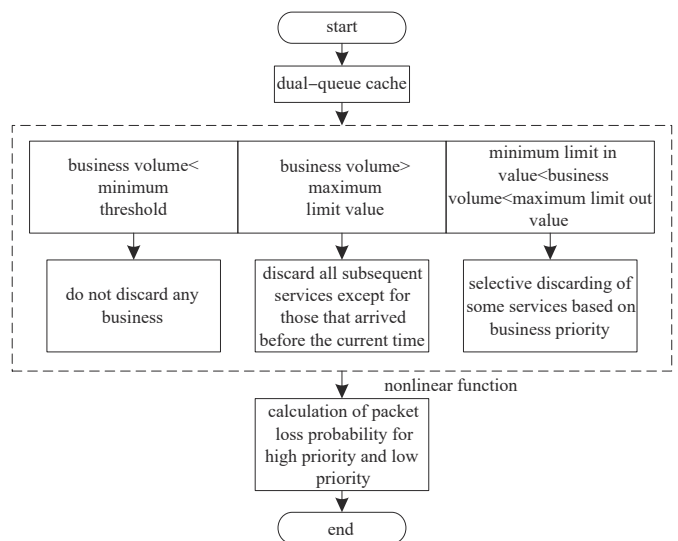 start
dual–queue cache
business volume<
minimum
threshold
business volume>
maximum
limit value
minimum limit in
value<business
volume<maximum limit out
value
do not discard any
business
discard all subsequent
services except for
those that arrived
before the current time
selective discarding of
some services based on
business priority
nonlinear function
calculation of packet
loss probability for
high priority and low
priority
end